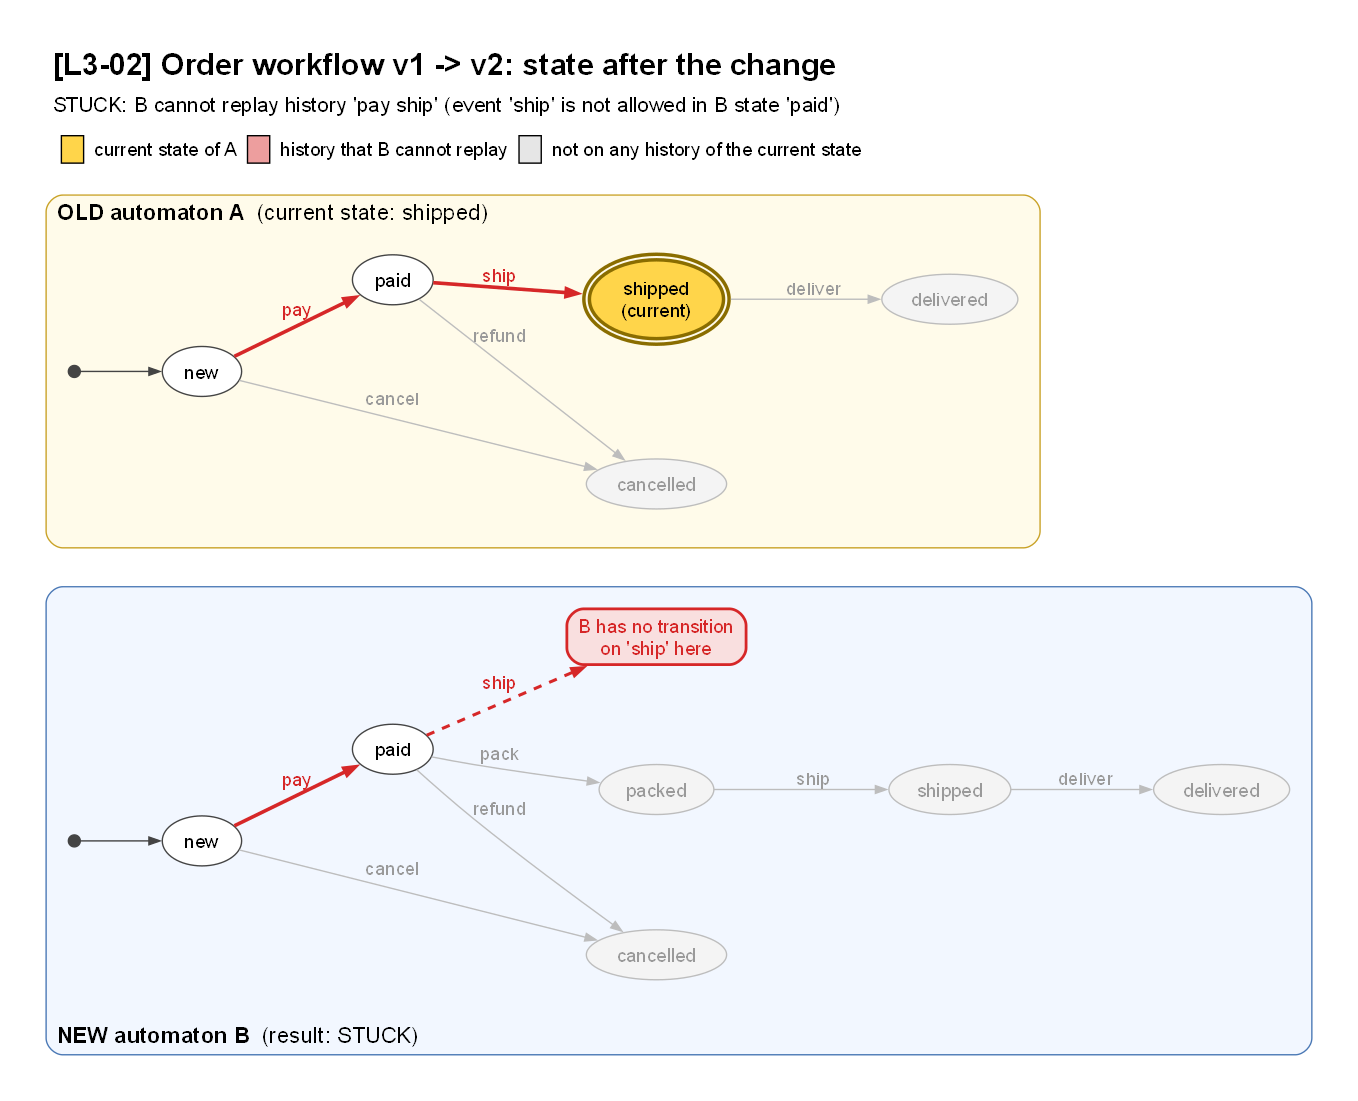 [L3-02] Order workflow v1 -> v2: state after the change
STUCK: B cannot replay history 'pay ship' (event 'ship' is not allowed in B state 'paid')
current state of A
history that B cannot replay
not on any history of the current state
OLD automaton A (current state: shipped)
paid
ship
shipped
(current)
deliver
delivered
pay
refund
new
cancel
cancelled
B has no transition
on 'ship' here
ship
paid
pack
pay
packed
ship
shipped
deliver
delivered
refund
new
cancel
cancelled
NEW automaton B (result: STUCK)